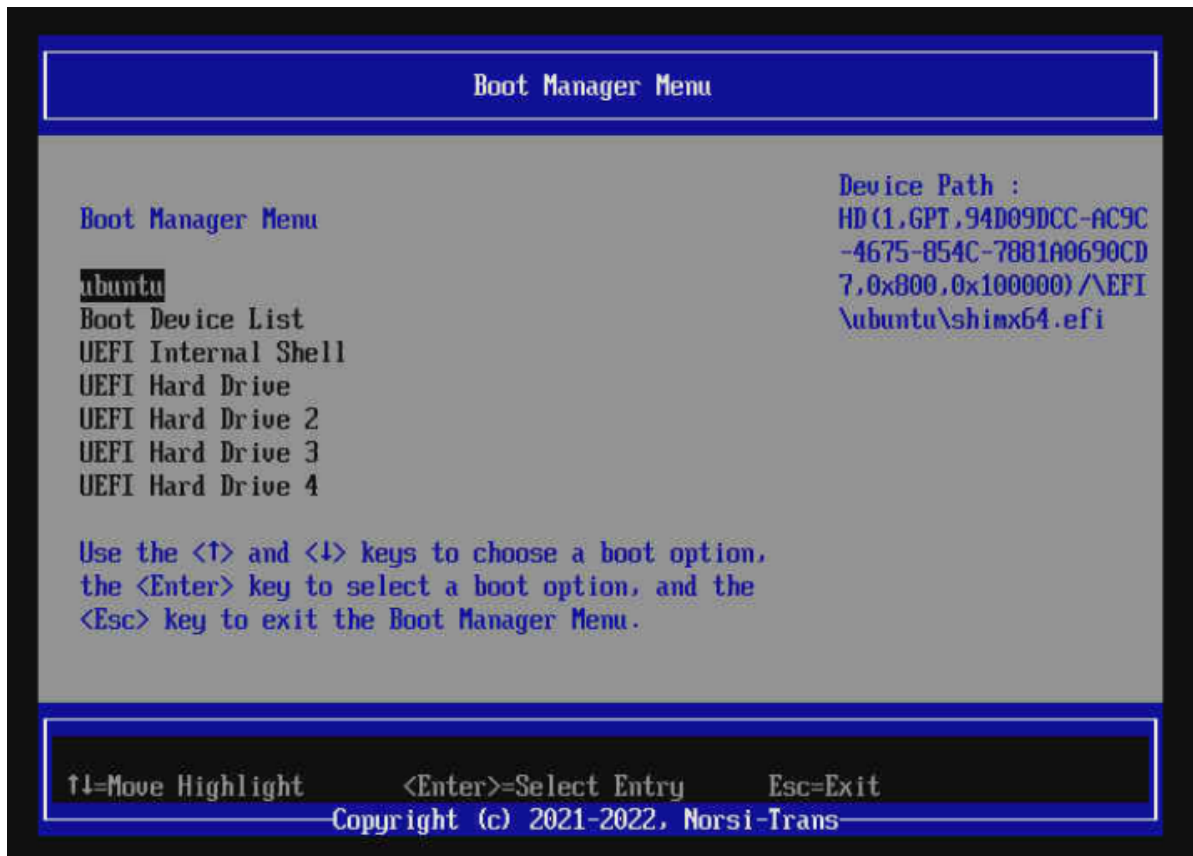 Boot Manager Menu
Boot Manager Menu
ubuntu
Boot Device List
UEFI Internal Shell
UEFI Hard Drive
UEFI Hard Drive 2
UEFI Hard Drive 3
UEFI Hard Drive 4
Use the <↑> and <↓> keys to choose a boot option,
the <Enter> key to select a boot option, and the
<Esc> key to exit the Boot Manager Menu.
Device Path :
HD(1,GPT,94D09DCC-AC9C
-4675-854C-7881A0690CD
7,0x800,0x100000)/\EFI
\ubuntu\shimx64.efi
↑↓=Move Highlight <Enter>=Select Entry Esc=Exit
Copyright (c) 2021-2022, Norsi-Trans